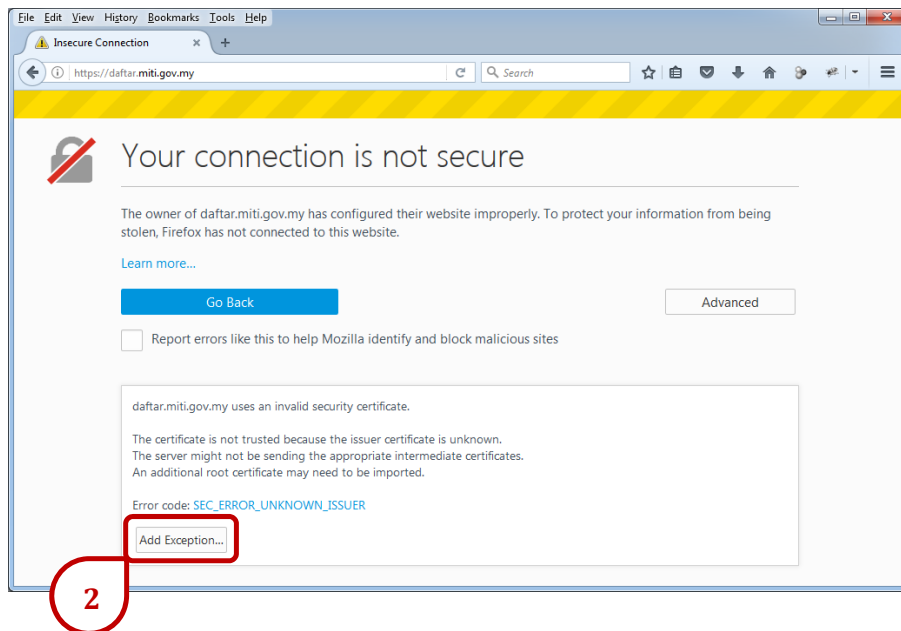 File Edit View History Bookmarks Tools Help
Insecure Connection × +
https://daftar.miti.gov.my Search
Your connection is not secure
The owner of daftar.miti.gov.my has configured their website improperly. To protect your information from being
stolen, Firefox has not connected to this website.
Learn more...
Go Back Advanced
Report errors like this to help Mozilla identify and block malicious sites
daftar.miti.gov.my uses an invalid security certificate.
The certificate is not trusted because the issuer certificate is unknown.
The server might not be sending the appropriate intermediate certificates.
An additional root certificate may need to be imported.
Error code: SEC_ERROR_UNKNOWN_ISSUER
Add Exception...
2